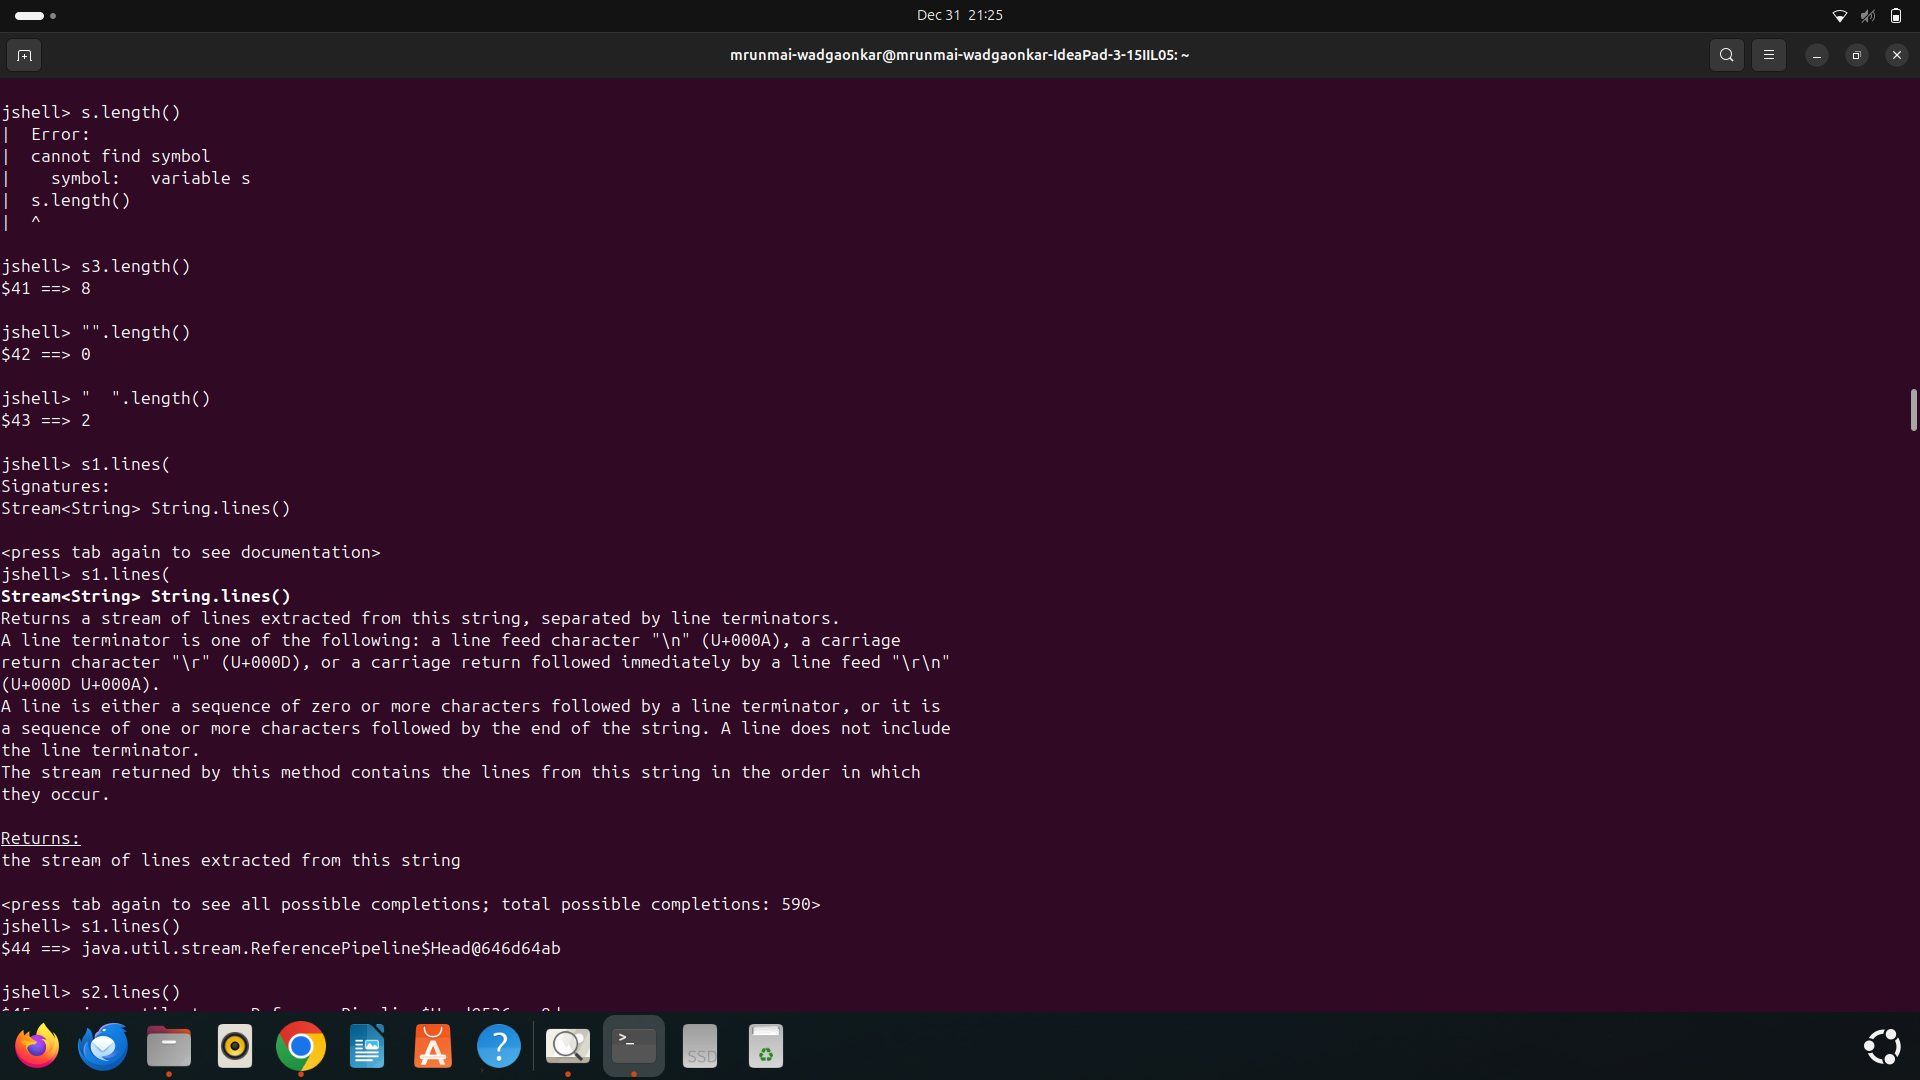 Dec 31 21:25
mrunmai-wadgaonkar@mrunmai-wadgaonkar-IdeaPad-3-15IIL05: ~
jshell> s.length()
|  Error:
|  cannot find symbol
|    symbol:   variable s
|  s.length()
|  ^
jshell> s3.length()
$41 ==> 8
jshell> "".length()
$42 ==> 0
jshell> "  ".length()
$43 ==> 2
jshell> s1.lines(
Signatures:
Stream<String> String.lines()
<press tab again to see documentation>
jshell> s1.lines(
Stream<String> String.lines()
Returns a stream of lines extracted from this string, separated by line terminators.
A line terminator is one of the following: a line feed character "\n" (U+000A), a carriage
return character "\r" (U+000D), or a carriage return followed immediately by a line feed "\r\n"
(U+000D U+000A).
A line is either a sequence of zero or more characters followed by a line terminator, or it is
a sequence of one or more characters followed by the end of the string. A line does not include
the line terminator.
The stream returned by this method contains the lines from this string in the order in which
they occur.
Returns:
the stream of lines extracted from this string
<press tab again to see all possible completions; total possible completions: 590>
jshell> s1.lines()
$44 ==> java.util.stream.ReferencePipeline$Head@646d64ab
jshell> s2.lines()
SSD